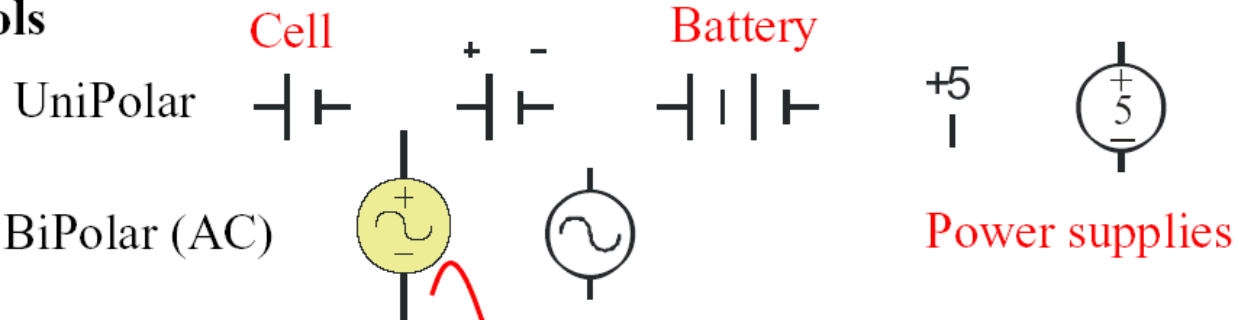 ols
Cell
Battery
+ -
UniPolar
+5
+
5
-
+
-
BiPolar (AC)
Power supplies